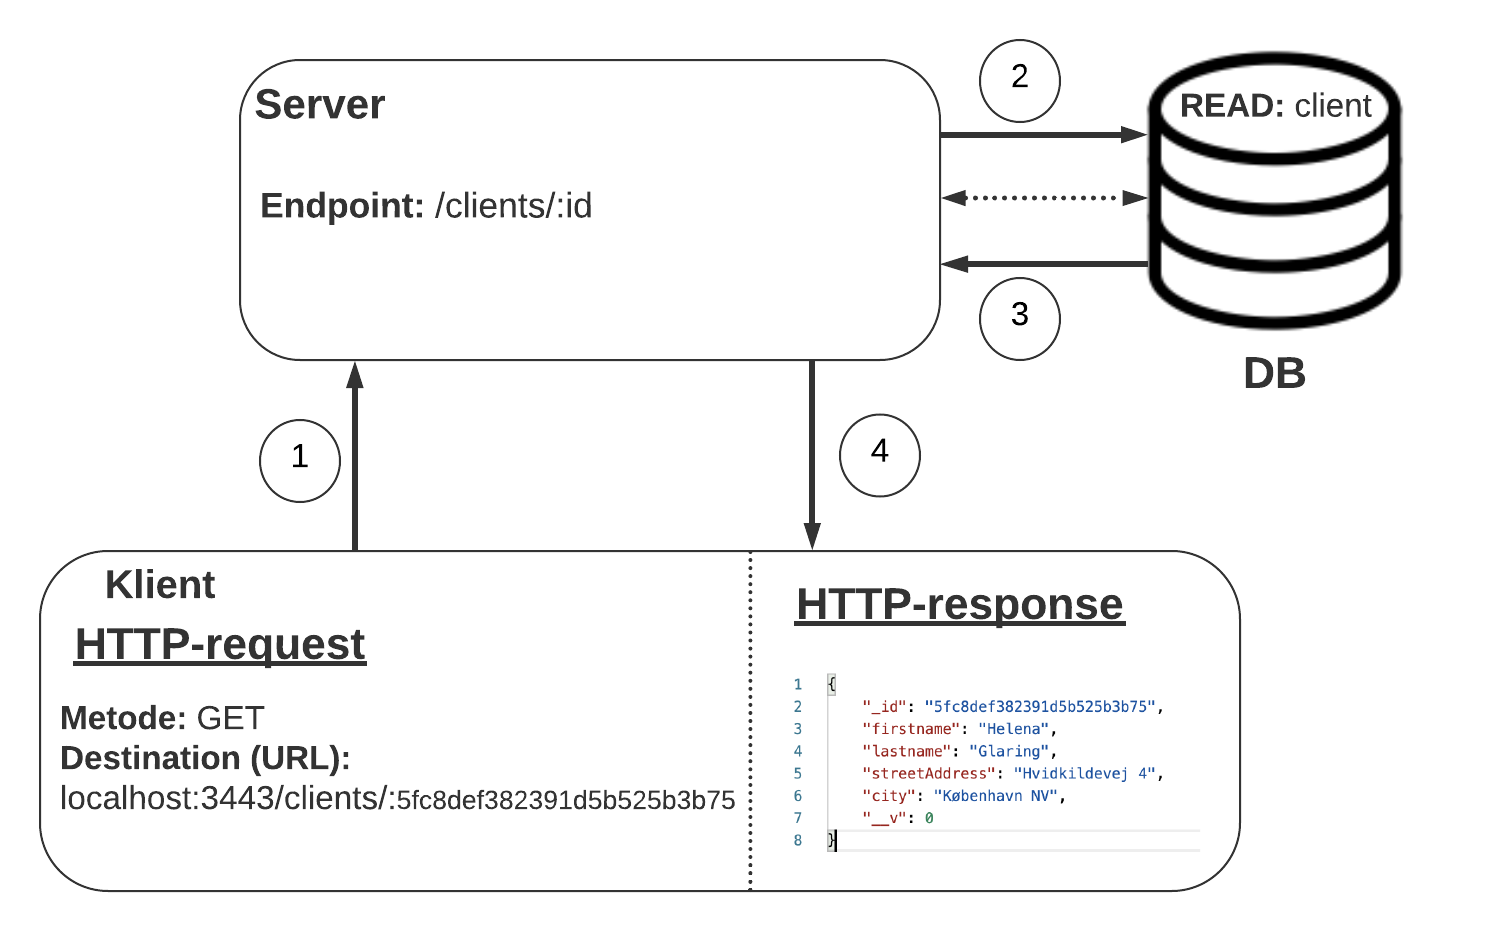 Server
Endpoint: /clients/:id
2
READ: client
3
DB
1
4
Klient
HTTP-request
Metode: GET
Destination (URL):
localhost:3443/clients/:5fc8def382391d5b525b3b75
HTTP-response
1 {
2 "_id": "5fc8def382391d5b525b3b75",
3 "firstname": "Helena",
4 "lastname": "Glaring",
5 "streetAddress": "Hvidkildevej 4",
6 "city": "København NV",
7 "__v": 0
8 }